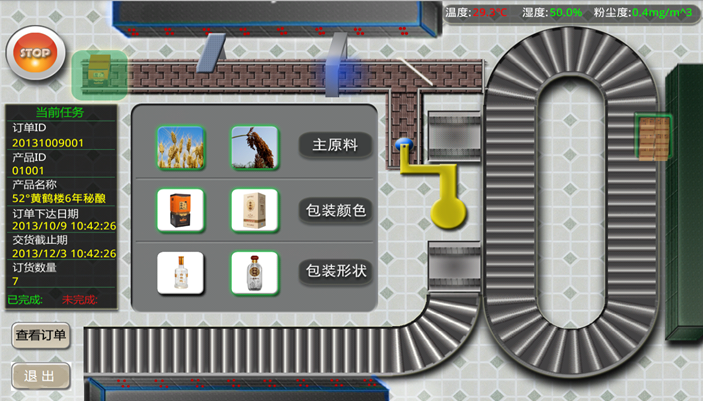 温度:29.2℃ 湿度:50.0% 粉尘度:0.4mg/m^3
STOP
当前任务
订单ID
20131009001
产品ID
01001
产品名称
52°黄鹤楼6年秘酿
订单下达日期
2013/10/9 10:42:26
交货截止期
2013/12/3 10:42:26
订货数量
7
已完成: 未完成:
主原料
包装颜色
包装形状
查看订单
退 出